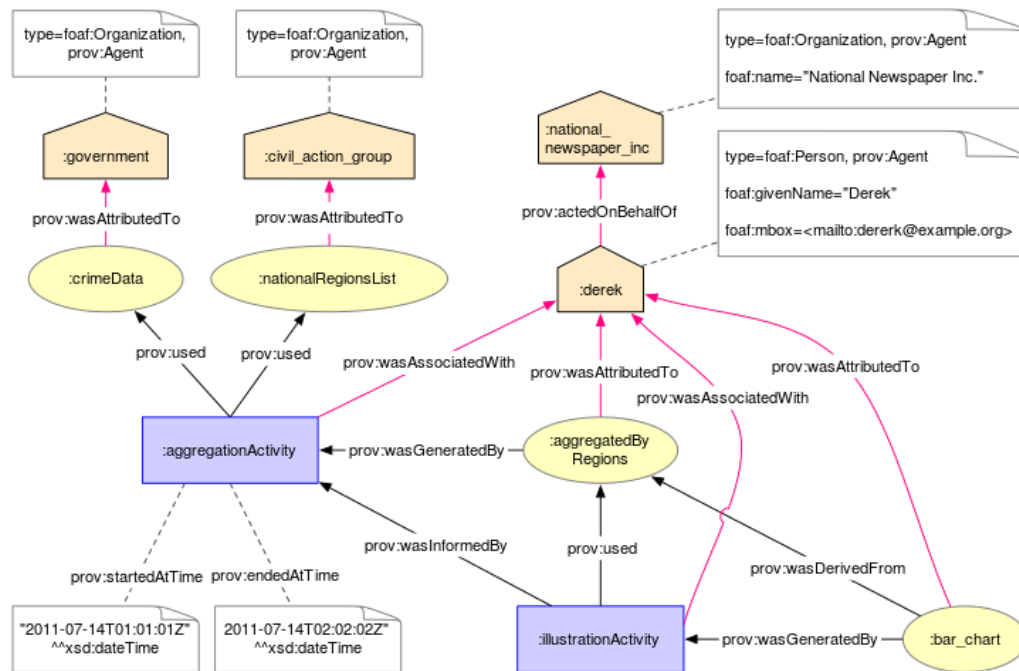 type=foaf:Organization,
prov:Agent
type=foaf:Organization,
prov:Agent
type=foaf:Organization, prov:Agent
foaf:name="National Newspaper Inc."
:government
:civil_action_group
:national_
newspaper_inc
type=foaf:Person, prov:Agent
foaf:givenName="Derek"
foaf:mbox=<mailto:dererk@example.org>
prov:wasAttributedTo
prov:wasAttributedTo
prov:actedOnBehalfOf
:crimeData
:nationalRegionsList
:derek
prov:used
prov:used
prov:wasAssociatedWith
prov:wasAttributedTo
prov:wasAttributedTo
prov:wasAssociatedWith
:aggregationActivity
prov:wasGeneratedBy
:aggregatedBy
Regions
prov:wasInformedBy
prov:used
prov:wasDerivedFrom
prov:startedAtTime
prov:endedAtTime
"2011-07-14T01:01:01Z"
^^xsd:dateTime
2011-07-14T02:02:02Z"
^^xsd:dateTime
:illustrationActivity
prov:wasGeneratedBy
:bar_chart